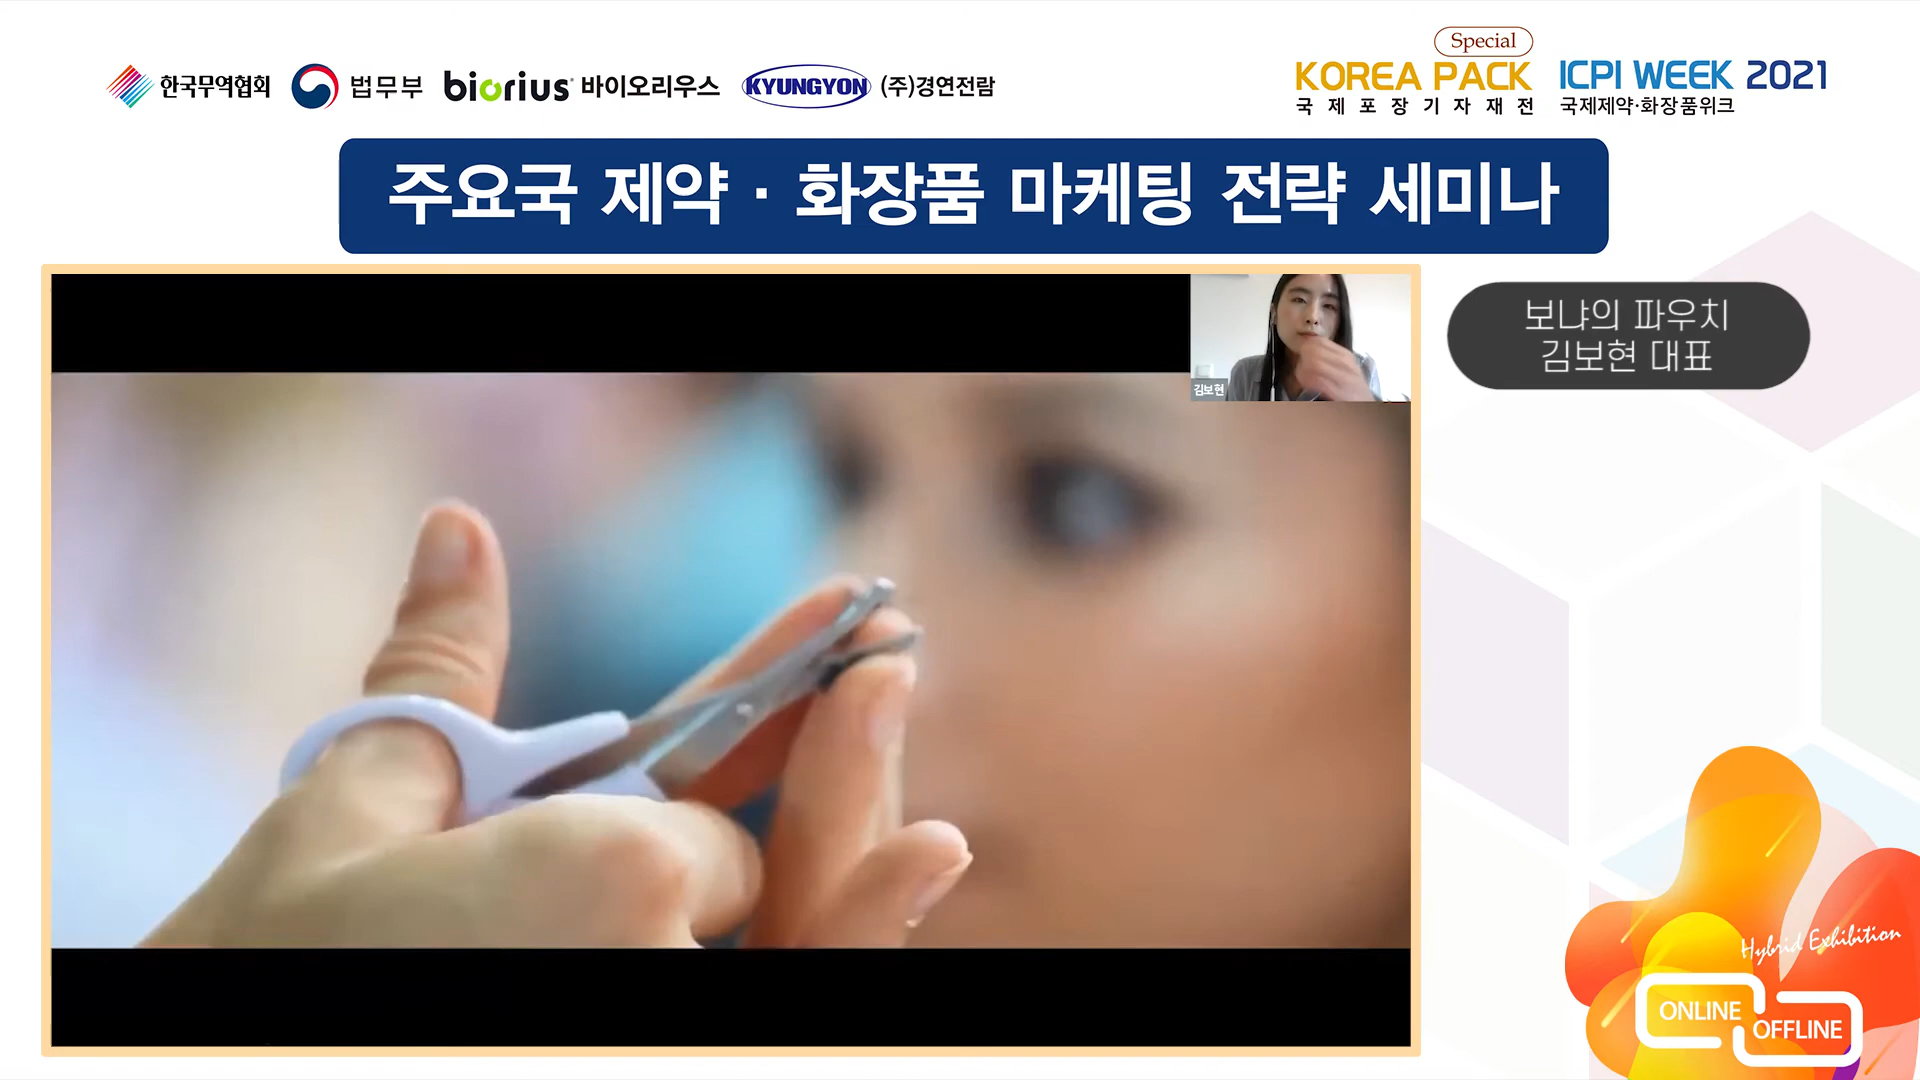 한국무역협회
법무부
biorius 바이오리우스
KYUNGYON (주)경연전람
Special
KOREA PACK
국제포장기자재전
ICPI WEEK 2021
국제제약·화장품위크
주요국 제약 · 화장품 마케팅 전략 세미나
보냐의 파우치
김보현 대표
김보현
Hybrid Exhibition
ONLINE
OFFLINE